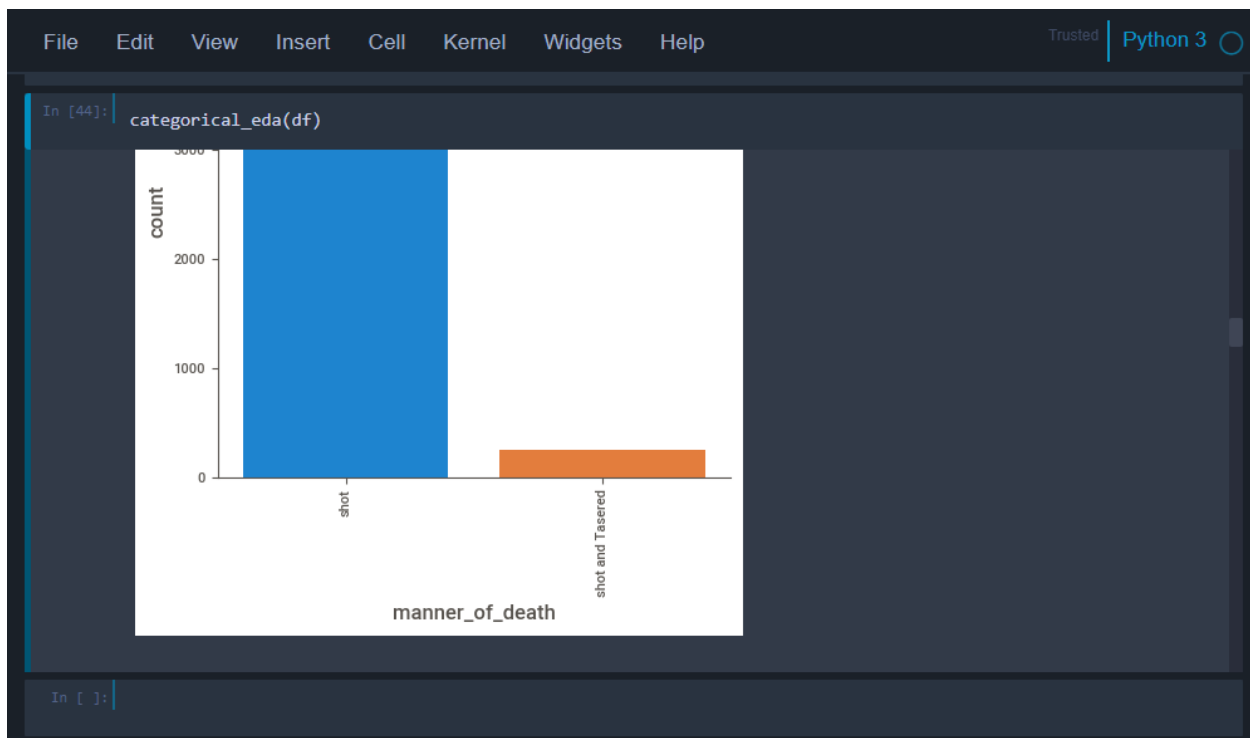 File Edit View Insert Cell Kernel Widgets Help Trusted Python 3
In [44]: categorical_eda(df)
3000
count
2000
1000
0
shot
shot and Tasered
manner_of_death
In [ ]: